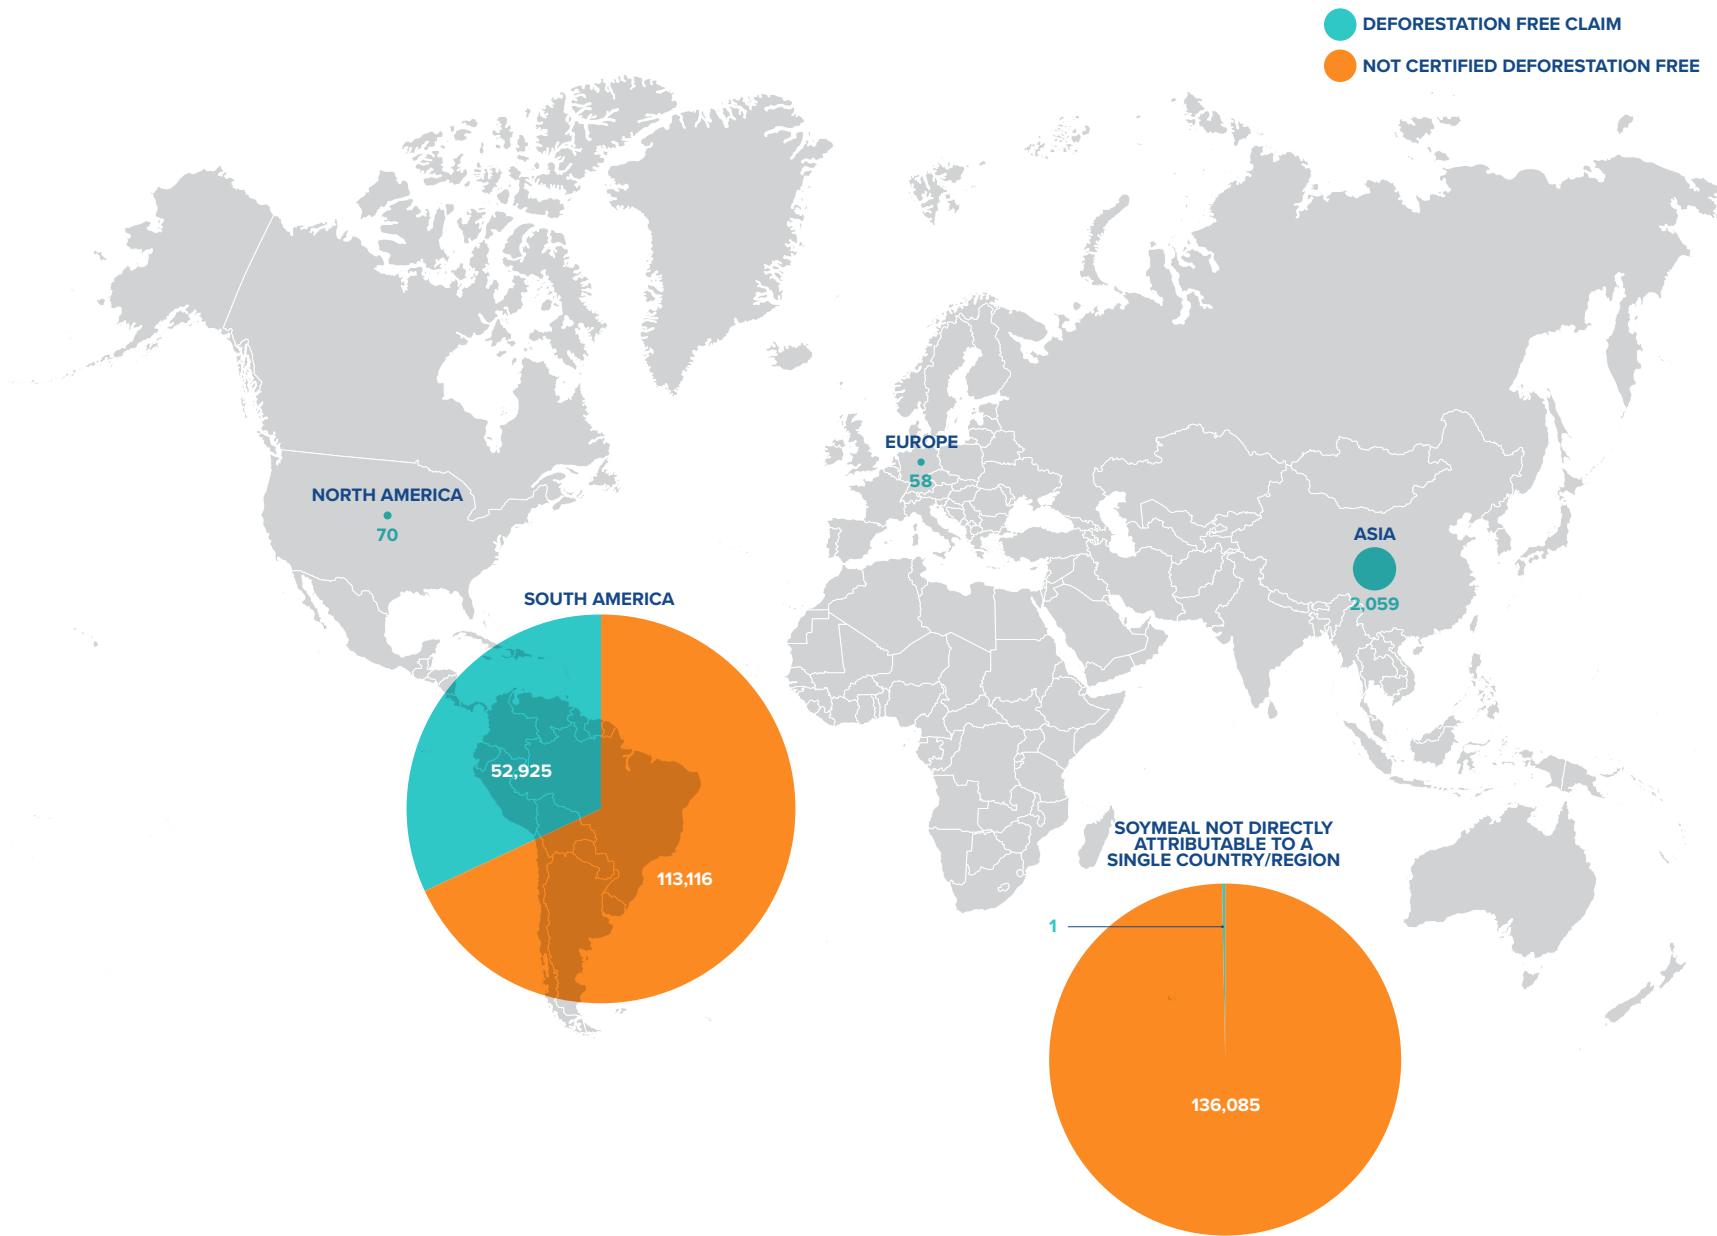 DEFORESTATION FREE CLAIM
NOT CERTIFIED DEFORESTATION FREE
EUROPE
58
NORTH AMERICA
70
ASIA
2,059
SOUTH AMERICA
52,925
113,116
SOYMEAL NOT DIRECTLY
ATTRIBUTABLE TO A
SINGLE COUNTRY/REGION
1
136,085